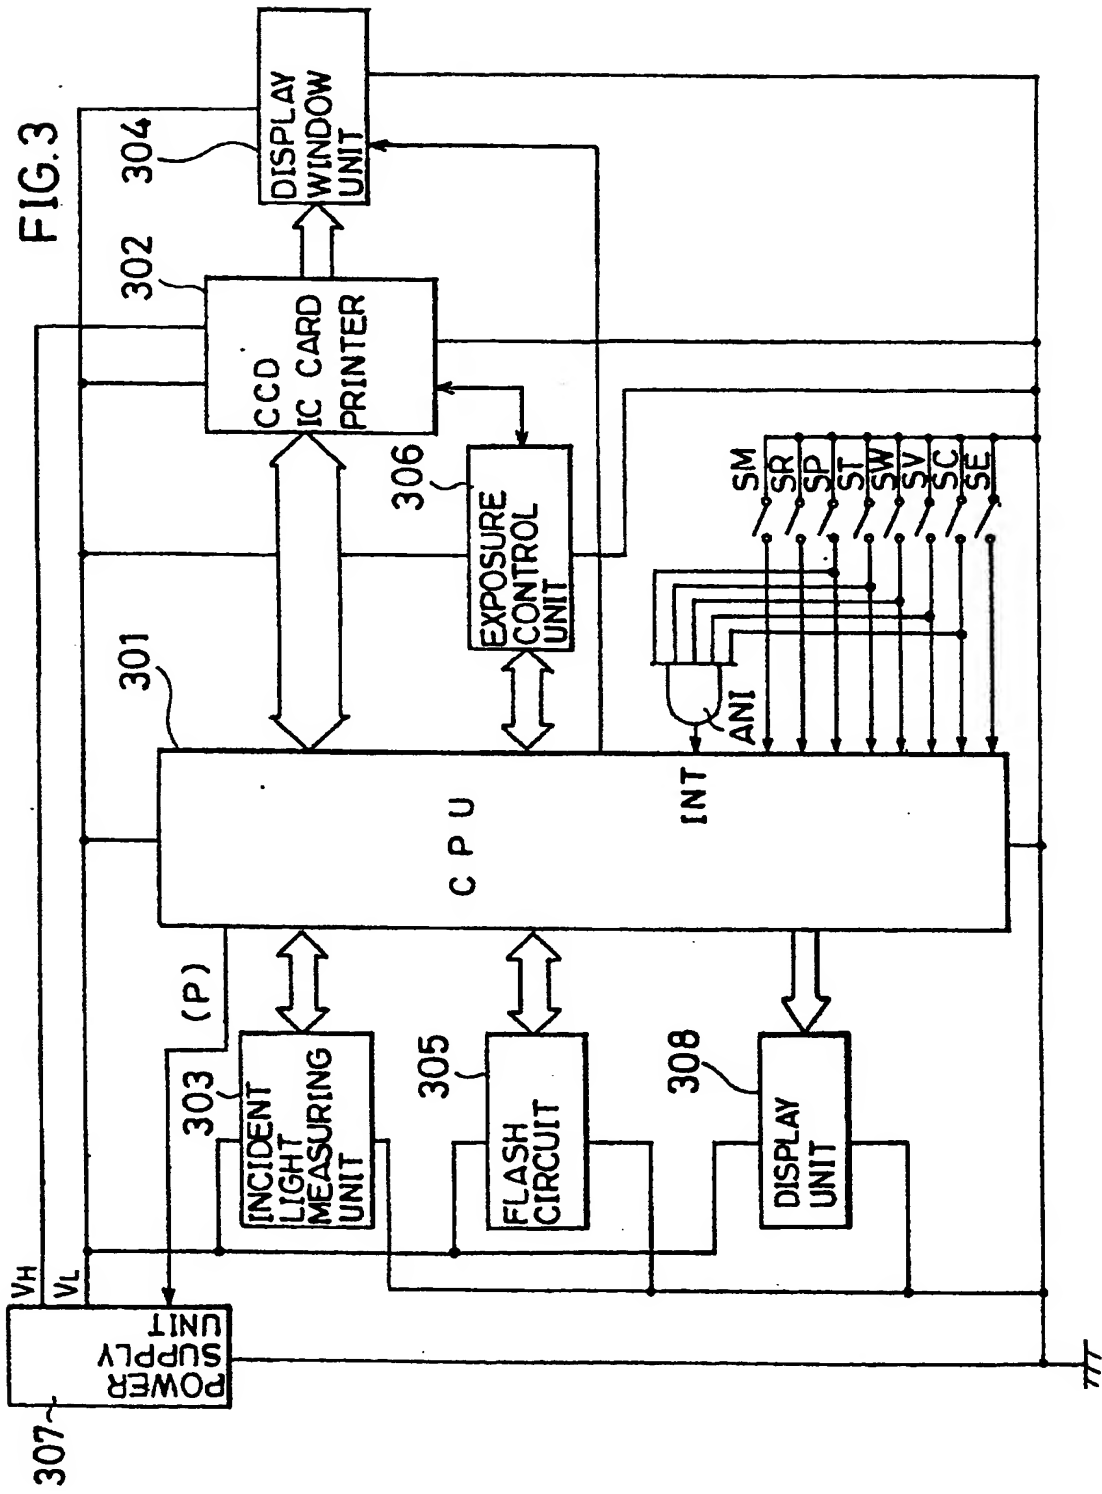 FIG.3
307
POWER
SUPPLY
UNIT
VH
VL
(P)
301
CPU
INT
302
CCD
IC CARD
PRINTER
304
DISPLAY
WINDOW
UNIT
303
INCIDENT
LIGHT
MEASURING
UNIT
306
EXPOSURE
CONTROL
UNIT
305
FLASH
CIRCUIT
308
DISPLAY
UNIT
ANI
SM
SR
SP
ST
SW
SV
SC
SE